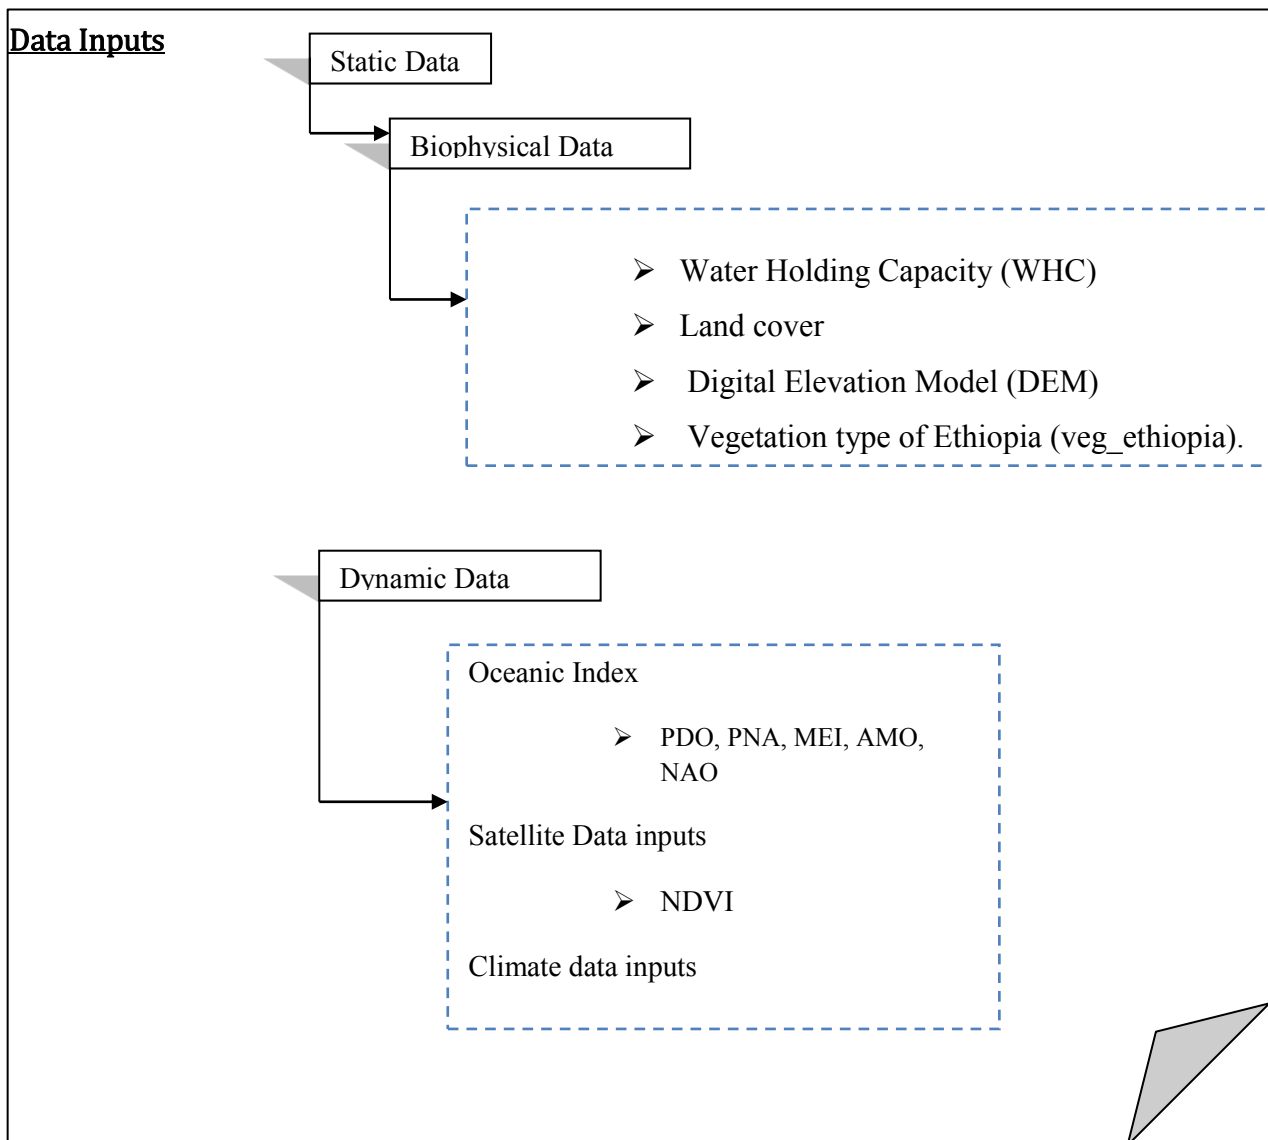 Data Inputs
Static Data
Biophysical Data
➢ Water Holding Capacity (WHC)
➢ Land cover
➢ Digital Elevation Model (DEM)
➢ Vegetation type of Ethiopia (veg_ethiopia).
Dynamic Data
Oceanic Index
➢ PDO, PNA, MEI, AMO,
NAO
Satellite Data inputs
➢ NDVI
Climate data inputs